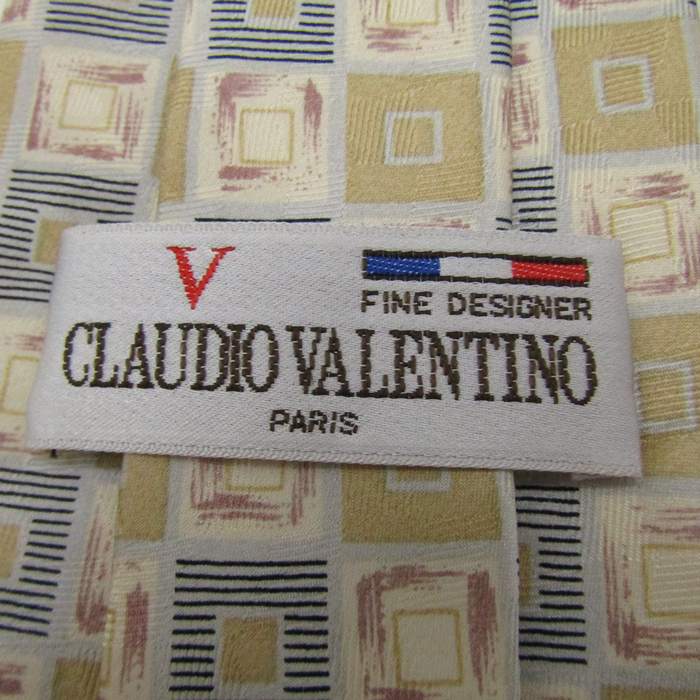 V
FINE DESIGNER
CLAUDIO VALENTINO
PARIS